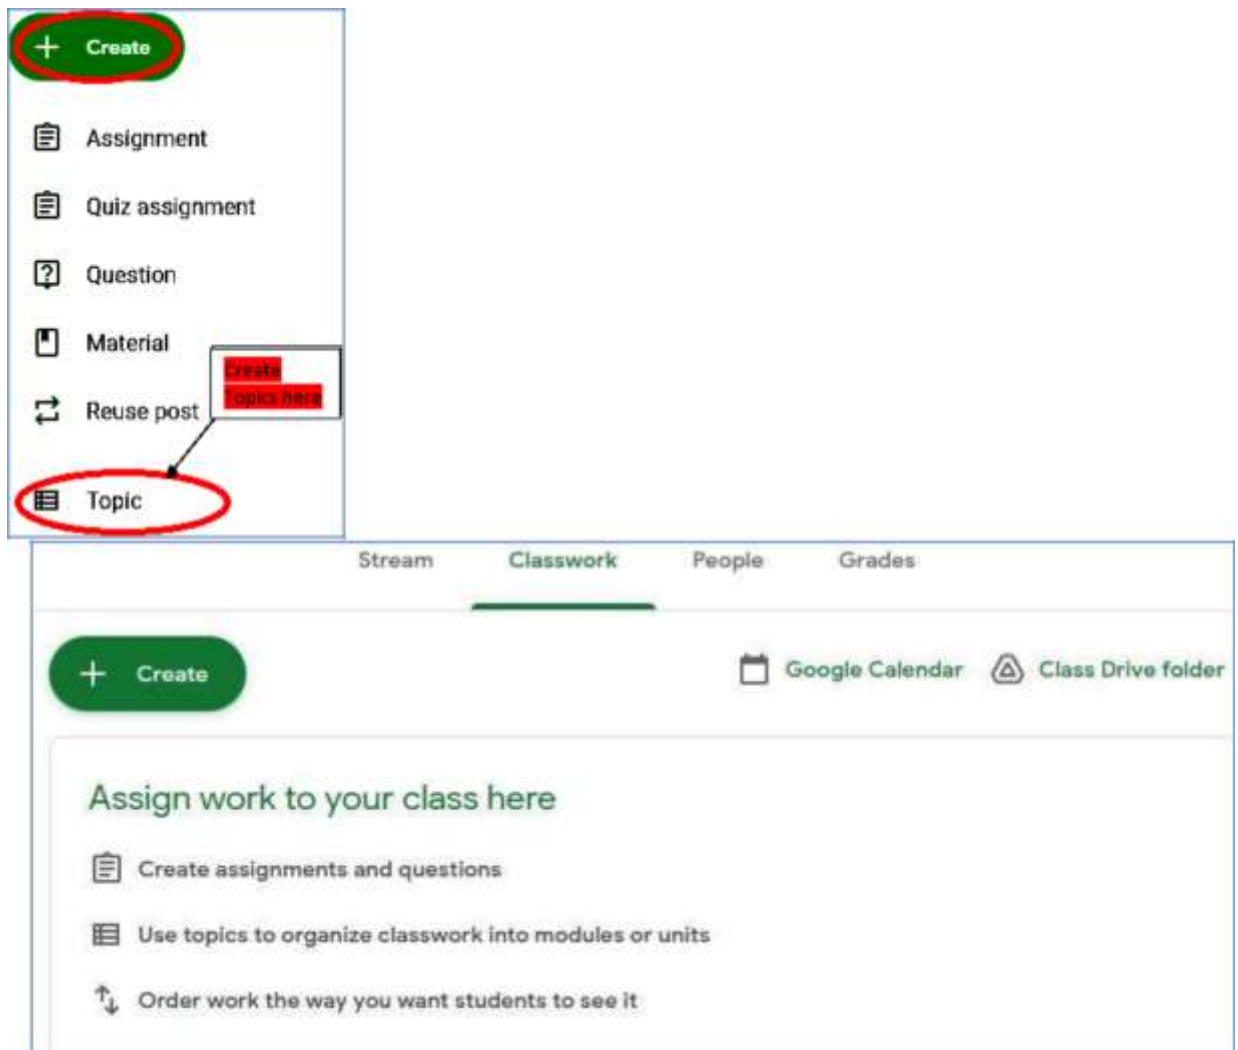 Create
Assignment
Quiz assignment
Question
Material
Create
Topics here
Reuse post
Topic
Stream Classwork People Grades
Create
Google Calendar Class Drive folder
Assign work to your class here
Create assignments and questions
Use topics to organize classwork into modules or units
Order work the way you want students to see it